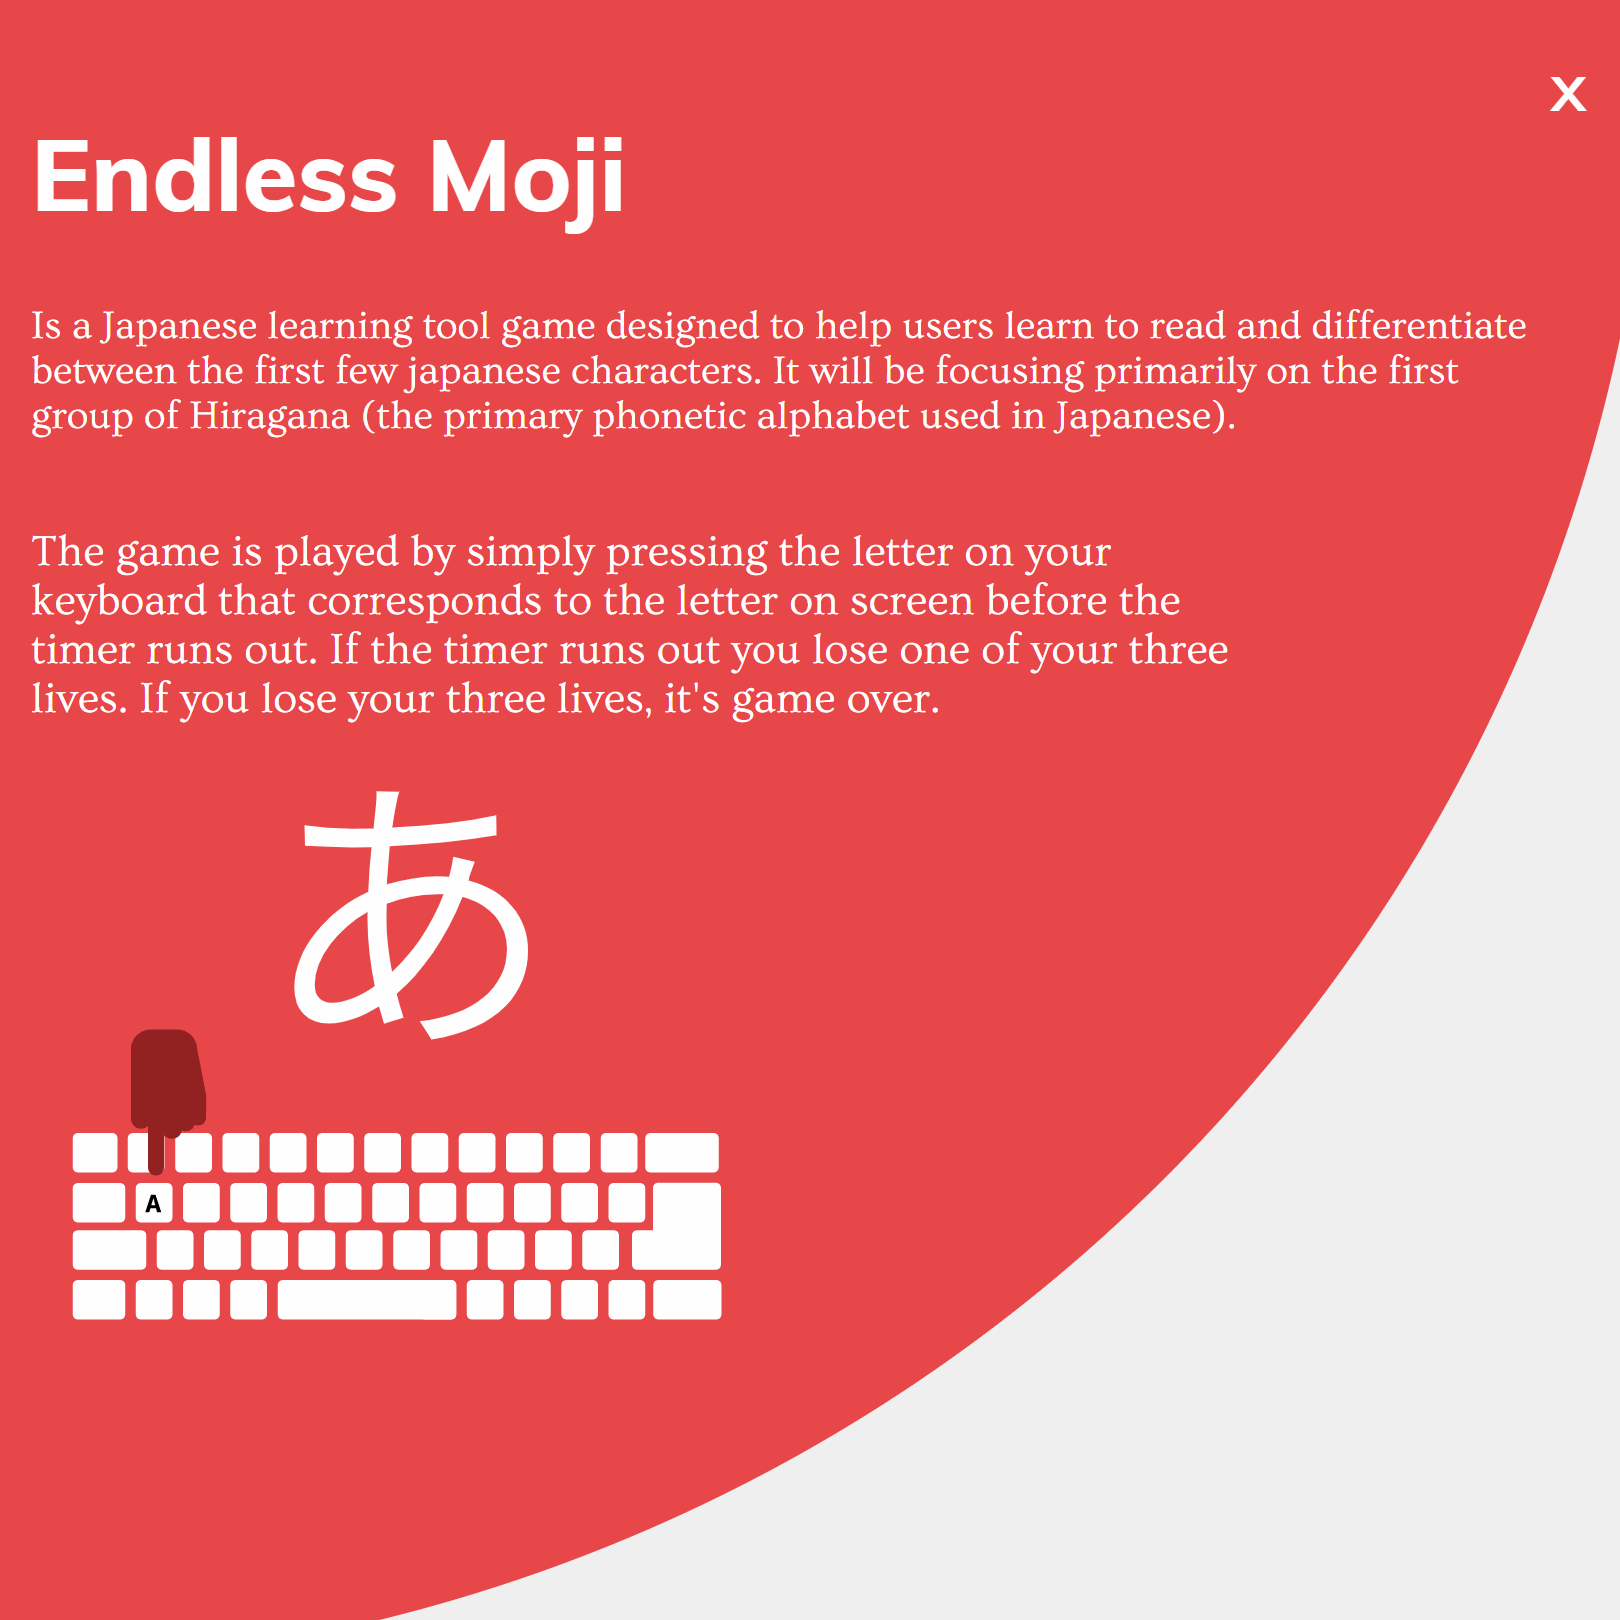 X
Endless Moji
Is a Japanese learning tool game designed to help users learn to read and differentiate
between the first few japanese characters. It will be focusing primarily on the first
group of Hiragana (the primary phonetic alphabet used in Japanese).
The game is played by simply pressing the letter on your
keyboard that corresponds to the letter on screen before the
timer runs out. If the timer runs out you lose one of your three
lives. If you lose your three lives, it's game over.
あ
A